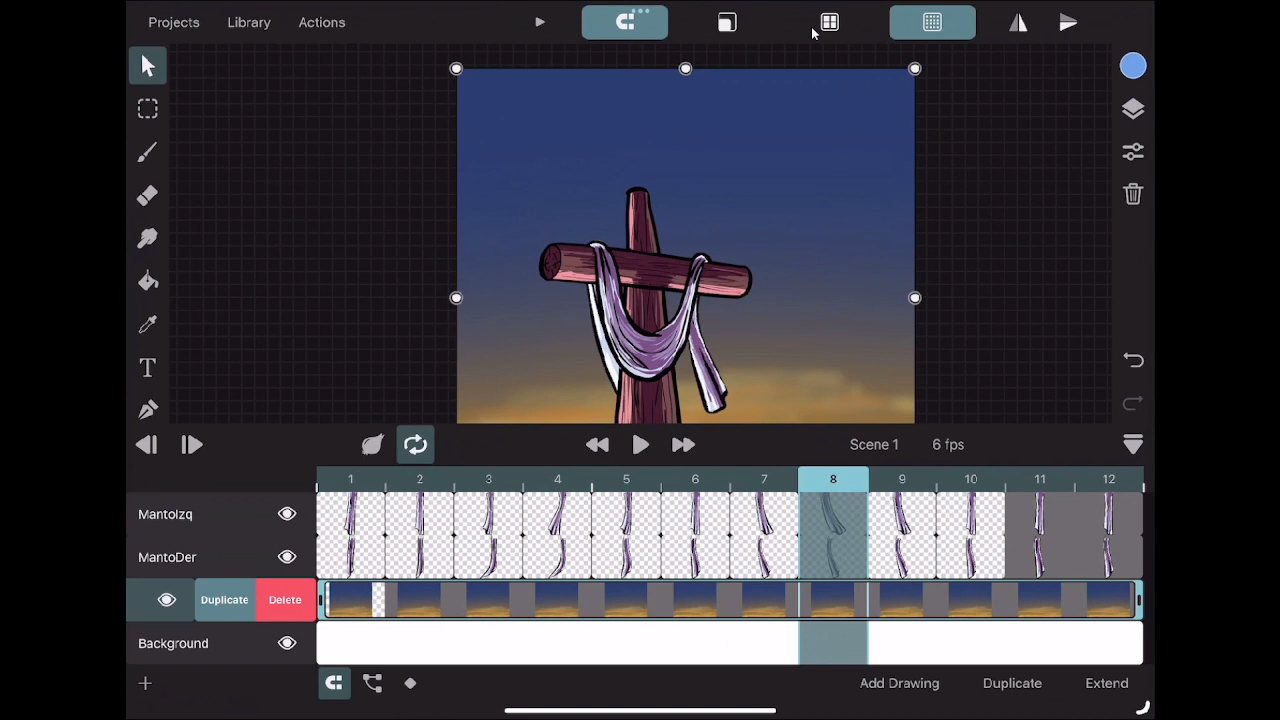 Projects Library Actions
T
Scene 1 6 fps
1 2 3 4 5 6 7 8 9 10 11 12
MantoIzq
MantoDer
Duplicate Delete
Background
Add Drawing Duplicate Extend